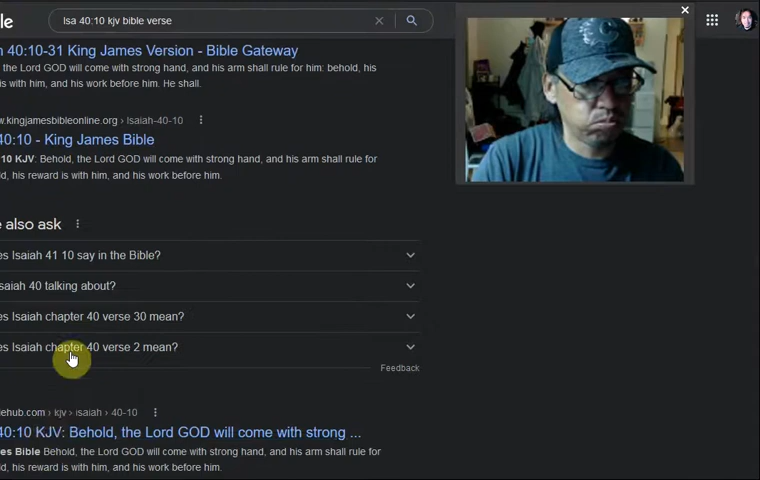 le
Isa 40:10 kjv bible verse
h 40:10-31 King James Version - Bible Gateway
the Lord GOD will come with strong hand, and his arm shall rule for him: behold, his
s with him, and his work before him. He shall.
w.kingjamesbibleonline.org › Isaiah-40-10
40:10 - King James Bible
10 KJV: Behold, the Lord GOD will come with strong hand, and his arm shall rule for
d, his reward is with him, and his work before him.
e also ask
es Isaiah 41 10 say in the Bible?
saiah 40 talking about?
es Isaiah chapter 40 verse 30 mean?
es Isaiah chapter 40 verse 2 mean?
Feedback
lehub.com › kjv › isaiah › 40-10
40:10 KJV: Behold, the Lord GOD will come with strong ...
es Bible Behold, the Lord GOD will come with strong hand, and his arm shall rule for
d, his reward is with him, and his work before him.